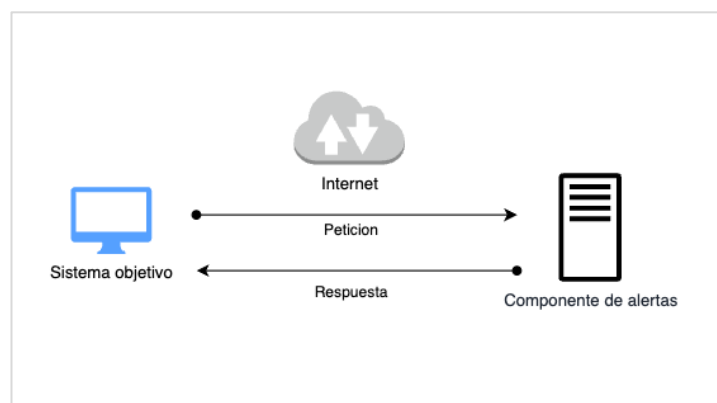 Internet
Peticion
Sistema objetivo
Respuesta
Componente de alertas